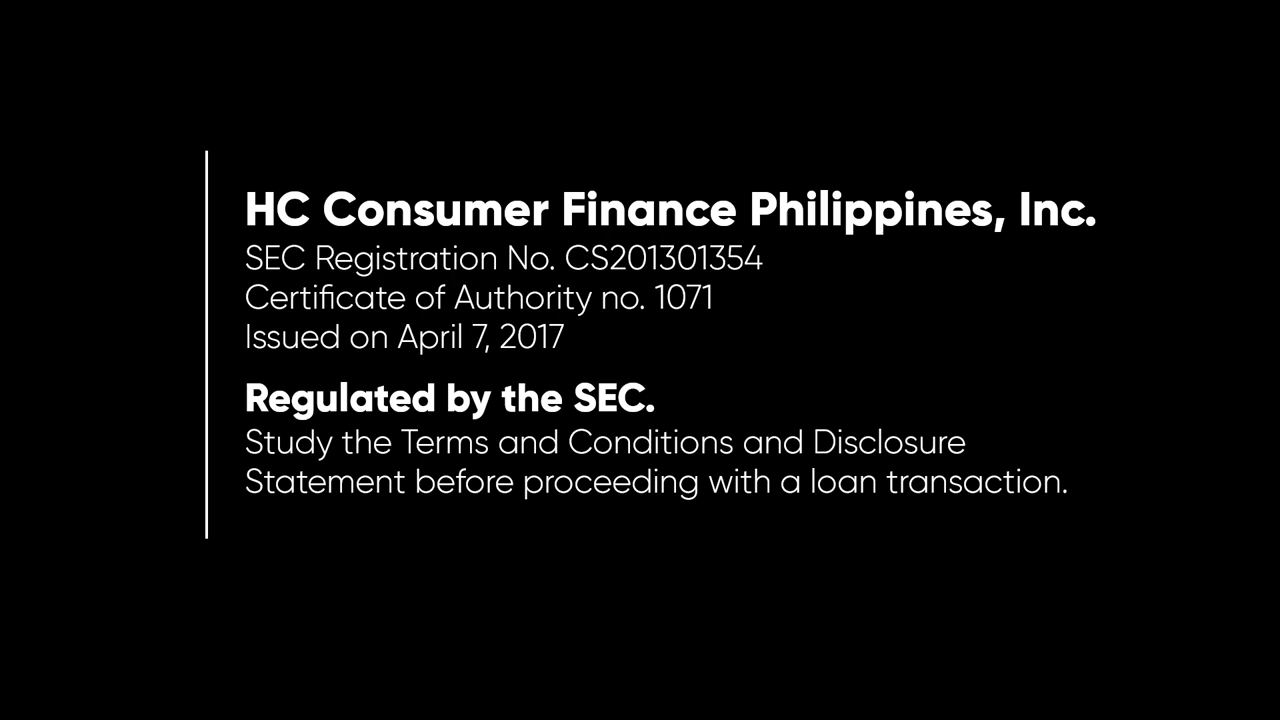 HC Consumer Finance Philippines, Inc.
SEC Registration No. CS201301354
Certificate of Authority no. 1071
Issued on April 7, 2017
Regulated by the SEC.
Study the Terms and Conditions and Disclosure
Statement before proceeding with a loan transaction.